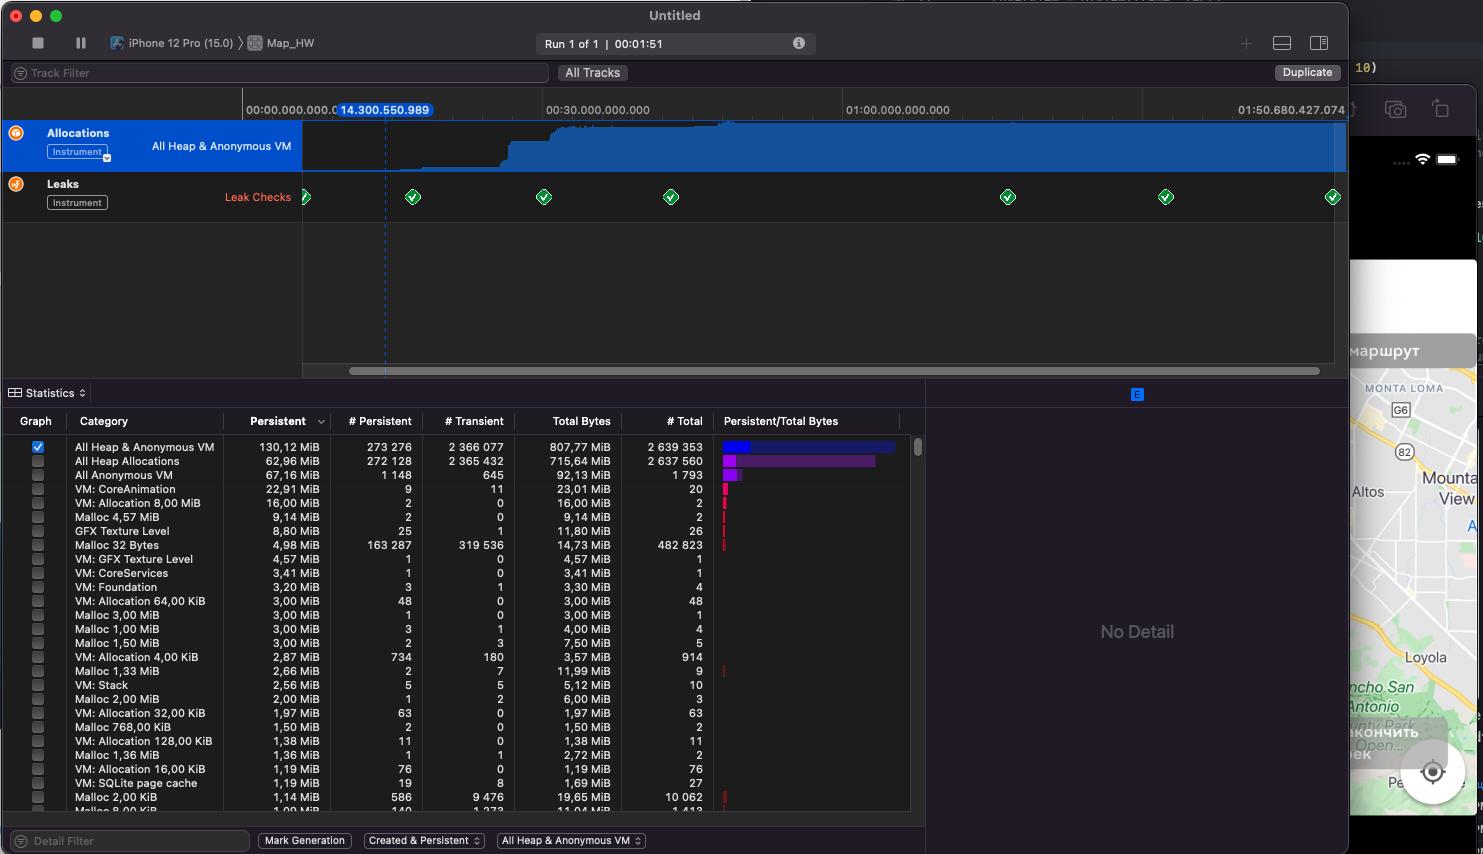 Untitled
iPhone 12 Pro (15.0) Map_HW
Run 1 of 1 | 00:01:51
Track Filter
All Tracks
Duplicate
00:00.000.000.0 14.300.550.989 00:30.000.000.000 01:00.000.000.000 01:50.680.427.074
Allocations
Instrument
All Heap & Anonymous VM
Leaks
Instrument
Leak Checks
Statistics
E
Graph Category Persistent # Persistent # Transient Total Bytes # Total Persistent/Total Bytes
All Heap & Anonymous VM 130,12 MiB 273 276 2 366 077 807,77 MiB 2 639 353
All Heap Allocations 62,96 MiB 272 128 2 365 432 715,64 MiB 2 637 560
All Anonymous VM 67,16 MiB 1 148 645 92,13 MiB 1 793
VM: CoreAnimation 22,91 MiB 9 11 23,01 MiB 20
VM: Allocation 8,00 MiB 16,00 MiB 2 0 16,00 MiB 2
Malloc 4,57 MiB 9,14 MiB 2 0 9,14 MiB 2
GFX Texture Level 8,80 MiB 25 1 11,80 MiB 26
Malloc 32 Bytes 4,98 MiB 163 287 319 536 14,73 MiB 482 823
VM: GFX Texture Level 4,57 MiB 1 0 4,57 MiB 1
VM: CoreServices 3,41 MiB 1 0 3,41 MiB 1
VM: Foundation 3,20 MiB 3 1 3,30 MiB 4
VM: Allocation 64,00 KiB 3,00 MiB 48 0 3,00 MiB 48
Malloc 3,00 MiB 3,00 MiB 1 0 3,00 MiB 1
Malloc 1,00 MiB 3,00 MiB 3 1 4,00 MiB 4
Malloc 1,50 MiB 3,00 MiB 2 3 7,50 MiB 5
VM: Allocation 4,00 KiB 2,87 MiB 734 180 3,57 MiB 914
Malloc 1,33 MiB 2,66 MiB 2 7 11,99 MiB 9
VM: Stack 2,56 MiB 5 5 5,12 MiB 10
Malloc 2,00 MiB 2,00 MiB 1 2 6,00 MiB 3
VM: Allocation 32,00 KiB 1,97 MiB 63 0 1,97 MiB 63
Malloc 768,00 KiB 1,50 MiB 2 0 1,50 MiB 2
VM: Allocation 128,00 KiB 1,38 MiB 11 0 1,38 MiB 11
Malloc 1,36 MiB 1,36 MiB 1 1 2,72 MiB 2
VM: Allocation 16,00 KiB 1,19 MiB 76 0 1,19 MiB 76
VM: SQLite page cache 1,19 MiB 19 8 1,69 MiB 27
Malloc 2,00 KiB 1,14 MiB 586 9 476 19,65 MiB 10 062
No Detail
Detail Filter
Mark Generation
Created & Persistent
All Heap & Anonymous VM
10)
маршрут
MONTA LOMA
G6
82
Altos
Mounta
View
Loyola
ncho San
Antonio
unty Park
Open...
акончить
рек
Pe